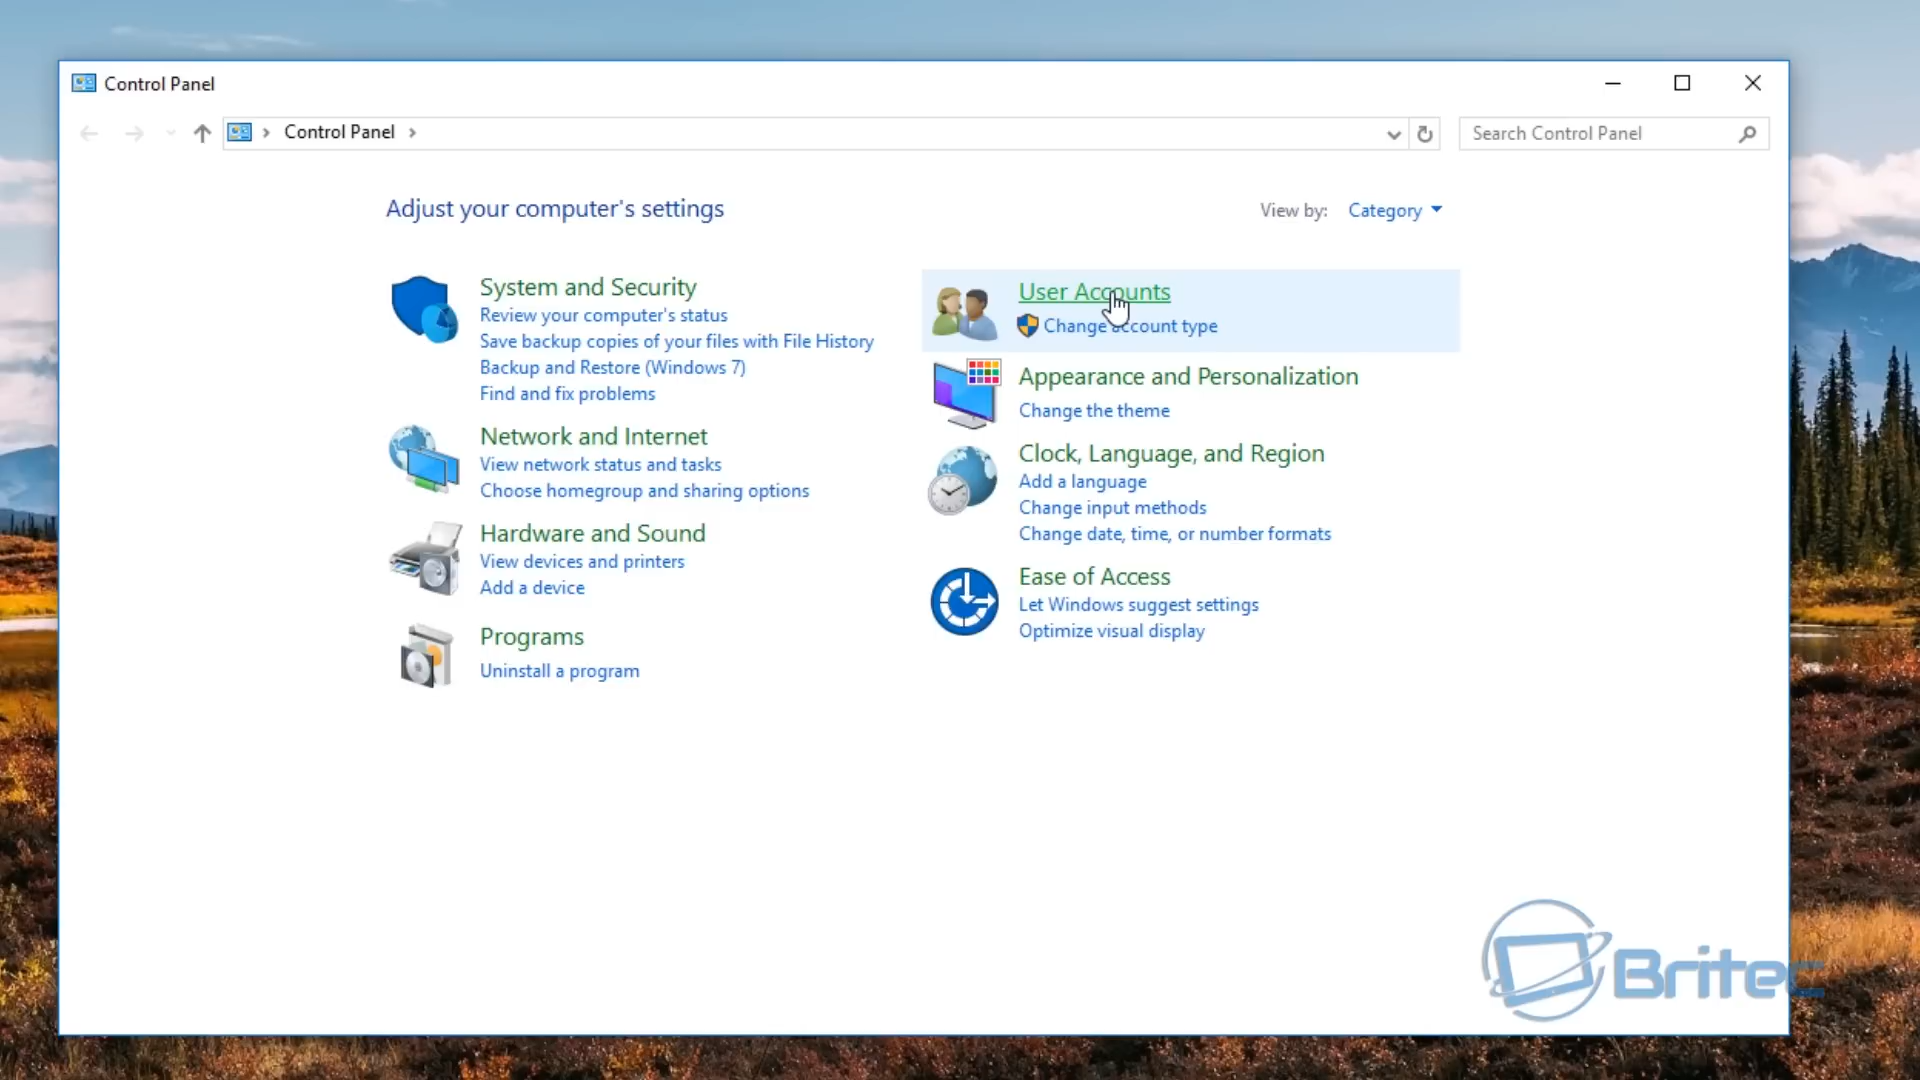 Control Panel
Control Panel
Search Control Panel
Adjust your computer's settings
View by: Category
System and Security
Review your computer's status
Save backup copies of your files with File History
Backup and Restore (Windows 7)
Find and fix problems
Network and Internet
View network status and tasks
Choose homegroup and sharing options
Hardware and Sound
View devices and printers
Add a device
Programs
Uninstall a program
User Accounts
Change account type
Appearance and Personalization
Change the theme
Clock, Language, and Region
Add a language
Change input methods
Change date, time, or number formats
Ease of Access
Let Windows suggest settings
Optimize visual display
Britec